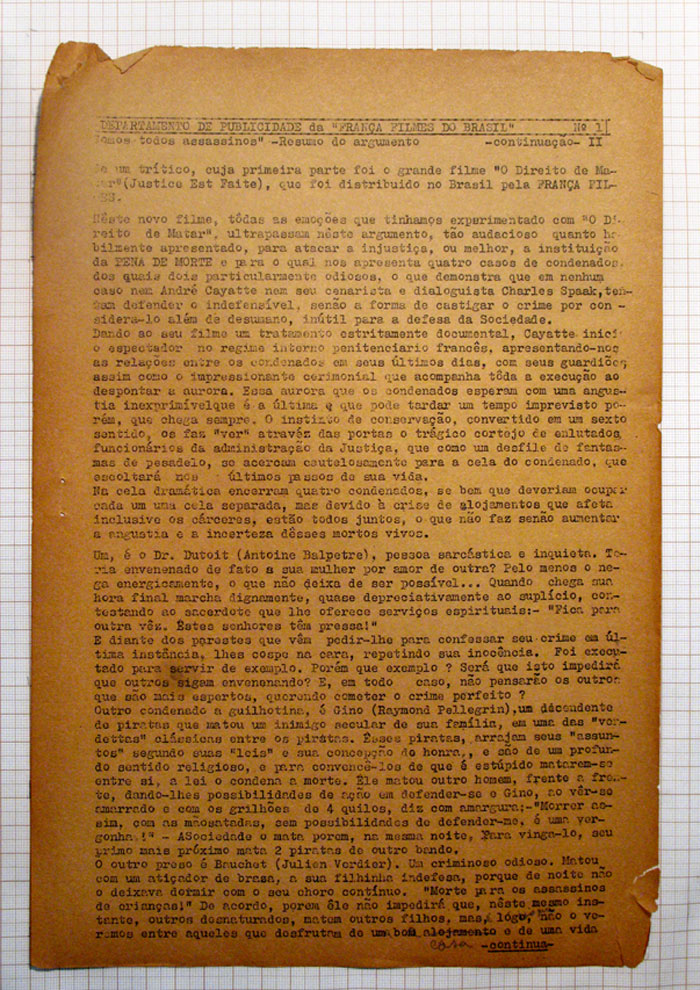 DEPARTAMENTO DE PUBLICIDADE da "FRANÇA FILMES DO BRASIL" Nº 1
omos todos assassinos" -Resumo do argumento -continuação- II
e um trítico, cuja primeira parte foi o grande filme "O Direito de Ma-
ar"(Justice Est Faite), que foi distribuido no Brasil pela FRANÇA FIL-
ES.
Nêste novo filme, tôdas as emoções que tinhamos experimentado com "O Di-
reito de Matar", ultrapassam nêste argumento, tão audacioso quanto há
bilmente apresentado, para atacar a injustiça, ou melhor, a instituição
da PENA DE MORTE e para o qual nos apresenta quatro casos de condenados,
dos quais dois particularmente odiosos, o que demonstra que em nenhum
caso nem André Cayatte nem seu cenarista e dialoguista Charles Spaak,ten-
tam defender o indefensível, senão a forma de castigar o crime por con -
sidera-lo além de desumano, inútil para a defesa da Sociedade.
Dando ao seu filme um tratamento estritamente documental, Cayatte inici
o espectador no regime interno penitenciario francês, apresentando-nos
as relações entre os condenados em seus últimos dias, com seus guardiões
assim como o impressionante cerimonial que acompanha tôda a execução ao
despontar a aurora. Essa aurora que os condenados esperam com uma angus-
tia inexprimívelque é a última e que pode tardar um tempo imprevisto po-
rém, que chega sempre. O instinto de conservação, convertido em um sexto
sentido, os faz "ver" atravéz das portas o trágico cortejo de enlutados
funcionários da administração da Justiça, que como um desfile de fantas-
mas de pesadelo, se acercam cautelosamente para a cela do condenado, que
escoltará nos últimos passos de sua vida.
Na cela dramática encerram quatro condenados, se bem que deveriam ocupar
cada um uma cela separada, mas devido à crise de alojamentos que afeta
inclusive os cárceres, estão todos juntos, o que não faz senão aumentar
a angustia e a incerteza dêsses mortos vivos.
Um, é o Dr. Dutoit (Antoine Balpetre), pessoa sarcástica e inquieta. Te-
ria envenenado de fato a sua mulher por amor de outra? Pelo menos o ne-
ga energicamente, o que não deixa de ser possível... Quando chega sua
hora final marcha dignamente, quase depreciativamente ao suplício, con-
testando ao sacerdote que lhe oferece serviços espirituais:- "Fica para
outra vêz. Êstes senhores têm pressa!"
E diante dos parestes que vêm pedir-lhe para confessar seu crime em úl-
tima instância, lhes cospe na cara, repetindo sua inocência. Foi execu-
tado para servir de exemplo. Porém que exemplo ? Será que isto impedirá
que outros sigam envenenando? E, em todo caso, não pensarão os outros
que são mais espertos, querendo cometer o crime perfeito ?
Outro condenado a guilhotina, é Gino (Raymond Pellegrin),um décendente
de piratas que matou um inimigo secular de sua família, em uma das "ven-
dettas" clássicas entre os piratas. Esses piratas, arrajam seus "assun-
tos" segundo suas "leis" e sua concepção do honra,, e são de um profun-
do sentido religioso, e para convencê-los de que é estúpido matarem-se
entre si, a lei o condena a morte. Êle matou outro homem, frente a fren-
te, dando-lhes possibilidades de ação em defender-se e Gino, ao vêr-se
amarrado e com os grilhões de 4 quilos, diz com amargura:-"Morrer as-
sim, com as mãosatadas, sem possibilidades de defender-me, é uma ver-
gonha!" - ASociedade o mata porem, na mesma noite, Para vinga-lo, seu
primo mais próximo mata 2 piratas de outro bando.
O outro preso é Bauchet (Julien Verdier). Um criminoso odioso. Matou
com um atiçador de brasa, a sua filhinha indefesa, porque de noite não
o deixava dormir com o seu choro contínuo. "Morte para os assassinos
de crianças!" De acordo, porem êle não impedirá que, nêste mesmo ins-
tante, outros desnaturados, matem outros filhos, mas, lógo, não o ve-
remos entre aqueles que desfrutam de um bom alojamento e de uma vida
casa -continua-